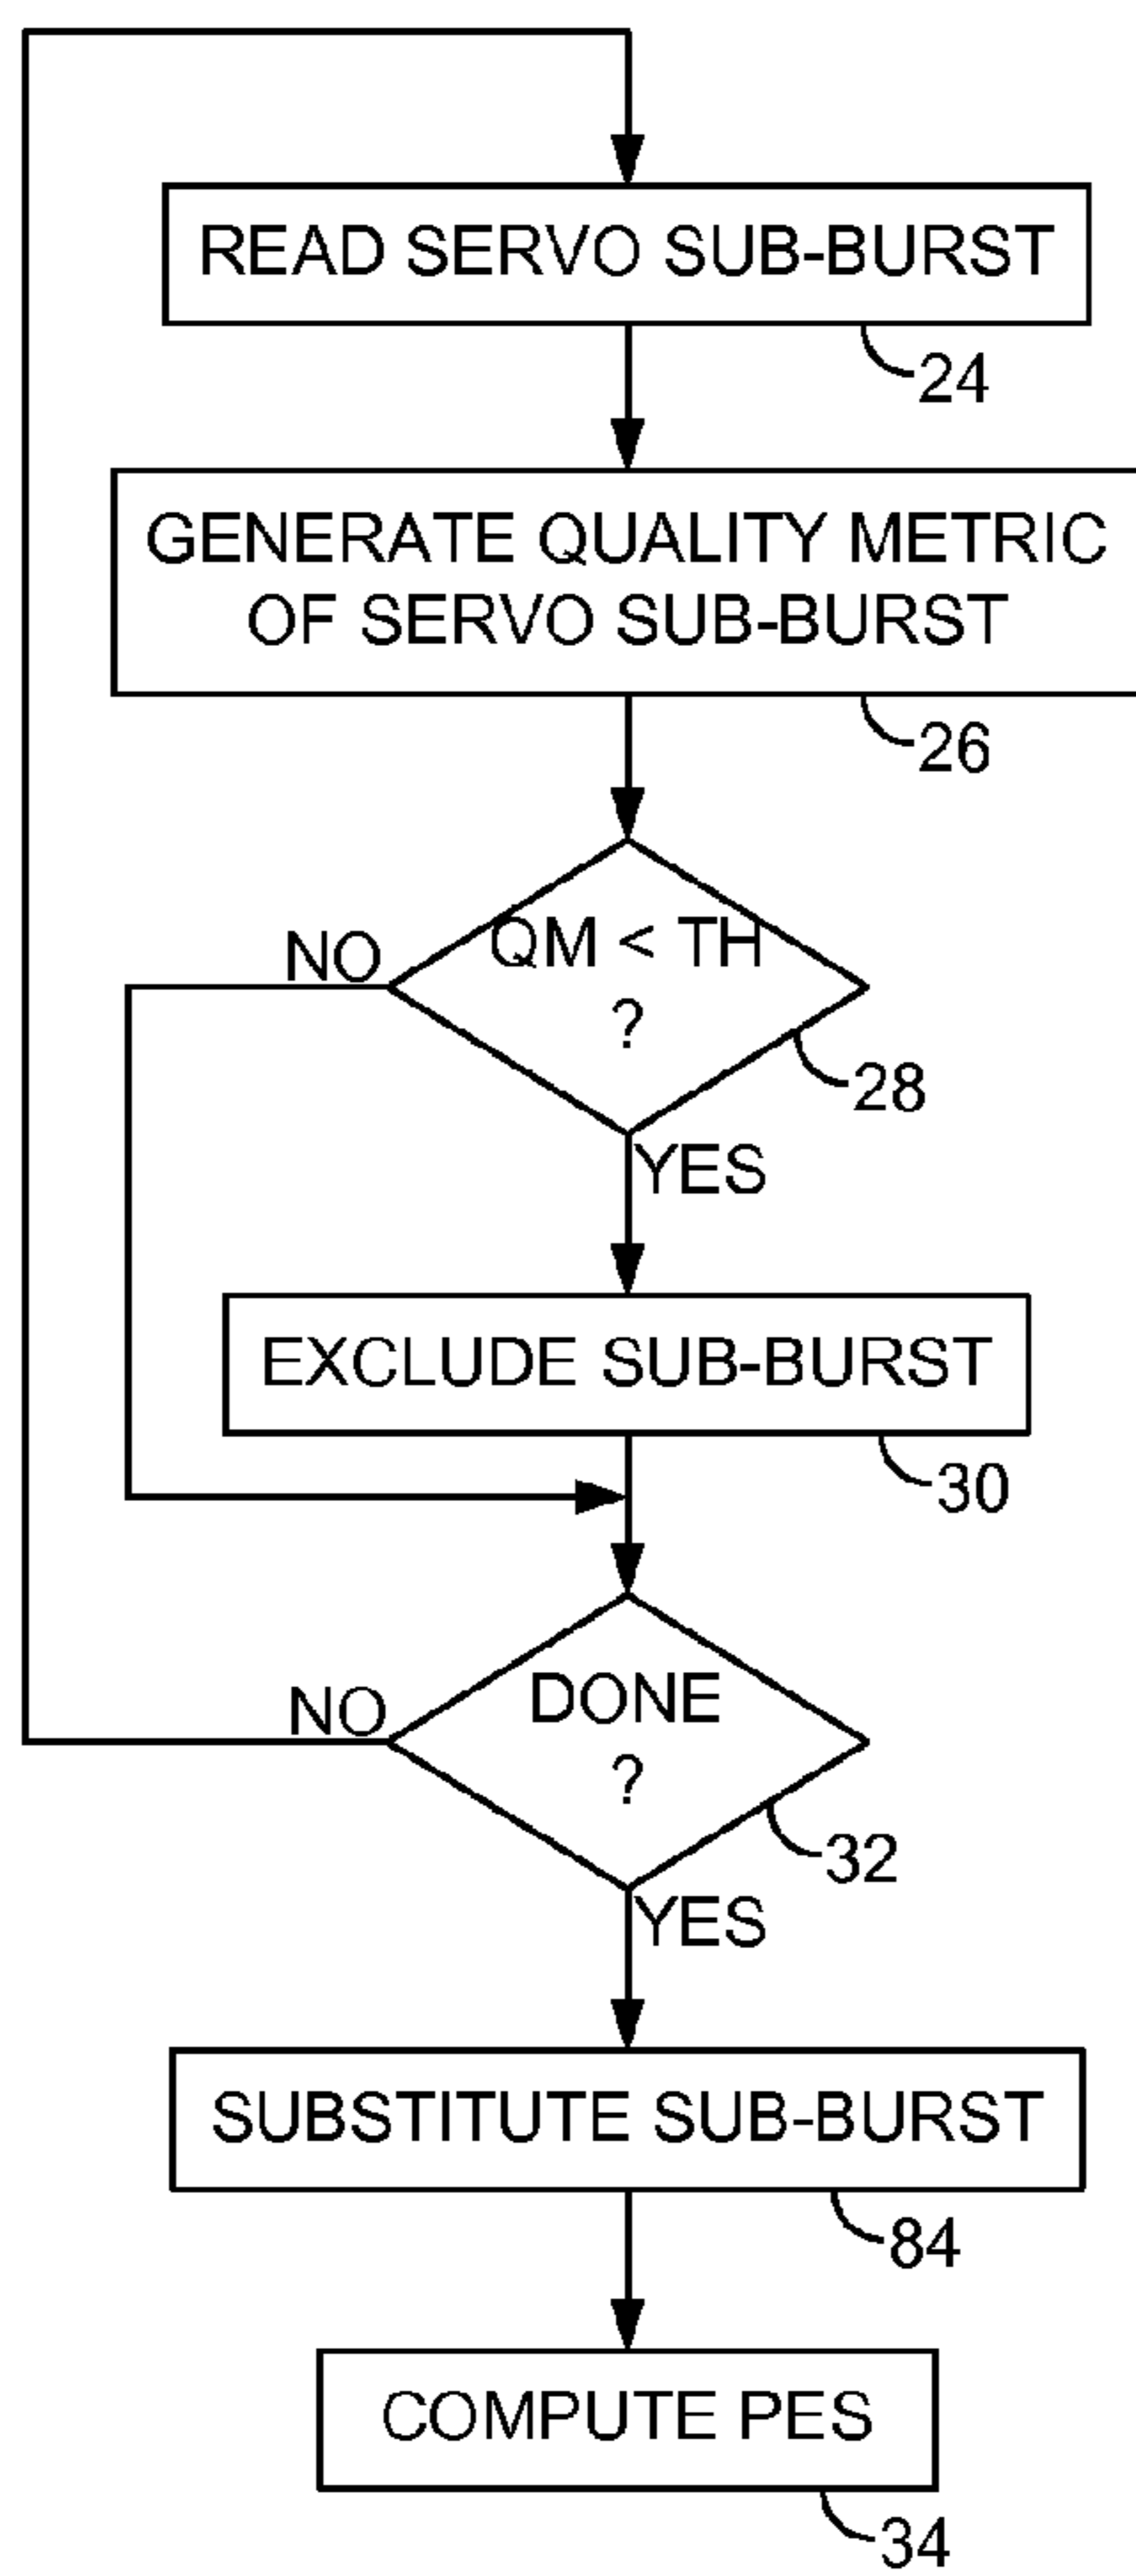 READ SERVO SUB-BURST
24
GENERATE QUALITY METRIC
OF SERVO SUB-BURST
26
QM < TH
?
NO
28
YES
EXCLUDE SUB-BURST
30
DONE
?
NO
32
YES
SUBSTITUTE SUB-BURST
84
COMPUTE PES
34